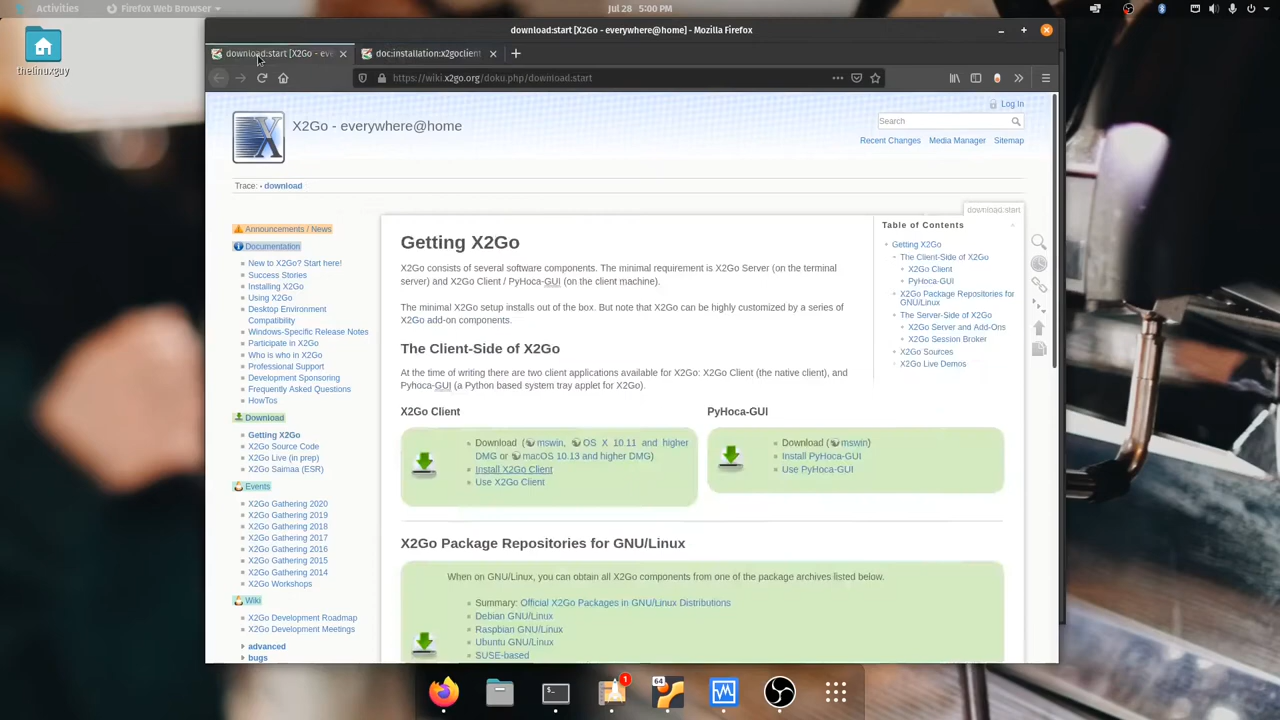 Activities
Firefox Web Browser
Jul 28 5:00 PM
thelinuxguy
download:start [X2Go - everywhere@home] - Mozilla Firefox
download:start [X2Go - eve
doc:installation:x2goclient
https://wiki.x2go.org/doku.php/download:start
Log In
X2Go - everywhere@home
Search
Recent Changes Media Manager Sitemap
Trace: • download
download:start
Announcements / News
Documentation
New to X2Go? Start here!
Success Stories
Installing X2Go
Using X2Go
Desktop Environment
Compatibility
Windows-Specific Release Notes
Participate in X2Go
Who is who in X2Go
Professional Support
Development Sponsoring
Frequently Asked Questions
HowTos
Download
Getting X2Go
X2Go Source Code
X2Go Live (in prep)
X2Go Saimaa (ESR)
Events
X2Go Gathering 2020
X2Go Gathering 2019
X2Go Gathering 2018
X2Go Gathering 2017
X2Go Gathering 2016
X2Go Gathering 2015
X2Go Gathering 2014
X2Go Workshops
Wiki
X2Go Development Roadmap
X2Go Development Meetings
advanced
bugs
Getting X2Go
X2Go consists of several software components. The minimal requirement is X2Go Server (on the terminal
server) and X2Go Client / PyHoca-GUI (on the client machine).
The minimal X2Go setup installs out of the box. But note that X2Go can be highly customized by a series of
X2Go add-on components.
The Client-Side of X2Go
At the time of writing there are two client applications available for X2Go: X2Go Client (the native client), and
Pyhoca-GUI (a Python based system tray applet for X2Go).
X2Go Client
Download (mswin, OS X 10.11 and higher
DMG or macOS 10.13 and higher DMG)
Install X2Go Client
Use X2Go Client
PyHoca-GUI
Download (mswin)
Install PyHoca-GUI
Use PyHoca-GUI
X2Go Package Repositories for GNU/Linux
When on GNU/Linux, you can obtain all X2Go components from one of the package archives listed below.
Summary: Official X2Go Packages in GNU/Linux Distributions
Debian GNU/Linux
Raspbian GNU/Linux
Ubuntu GNU/Linux
SUSE-based
Table of Contents
Getting X2Go
The Client-Side of X2Go
X2Go Client
PyHoca-GUI
X2Go Package Repositories for
GNU/Linux
The Server-Side of X2Go
X2Go Server and Add-Ons
X2Go Session Broker
X2Go Sources
X2Go Live Demos
1
64